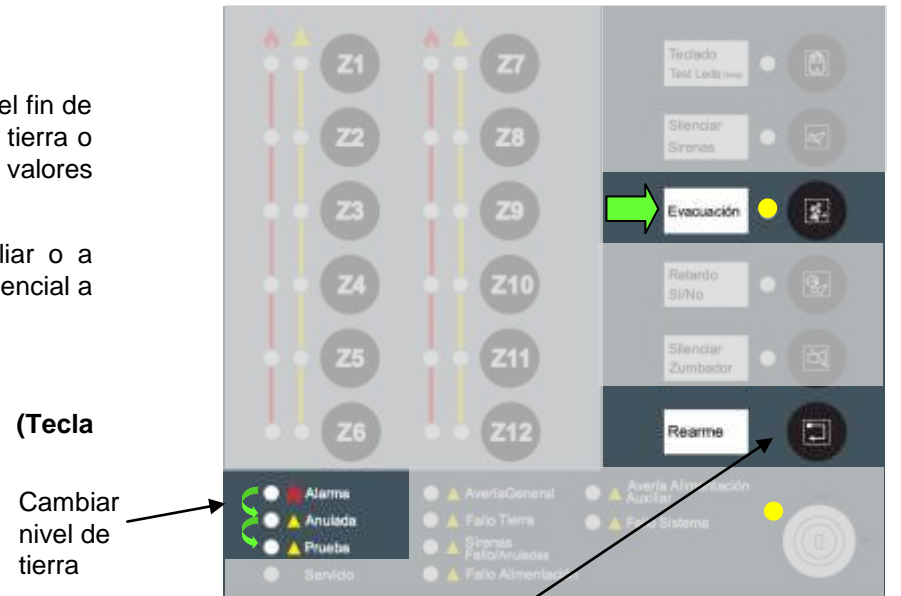 el fin de
tierra o
valores
liar o a
encial a
(Tecla
Cambiar
nivel de
tierra
Z1
Z2
Z3
Z4
Z5
Z6
Z7
Z8
Z9
Z10
Z11
Z12
Teclado
Test Leds
Silenciar
Sirenas
Evacuación
Retardo
Sí/No
Silenciar
Zumbador
Rearme
Alarma
Anulada
Prueba
Servicio
AveríaGeneral
Fallo Tierra
Sirenas
Fallo/Anuladas
Fallo Alimentación
Avería Alimentación
Auxiliar
Fallo Sistema